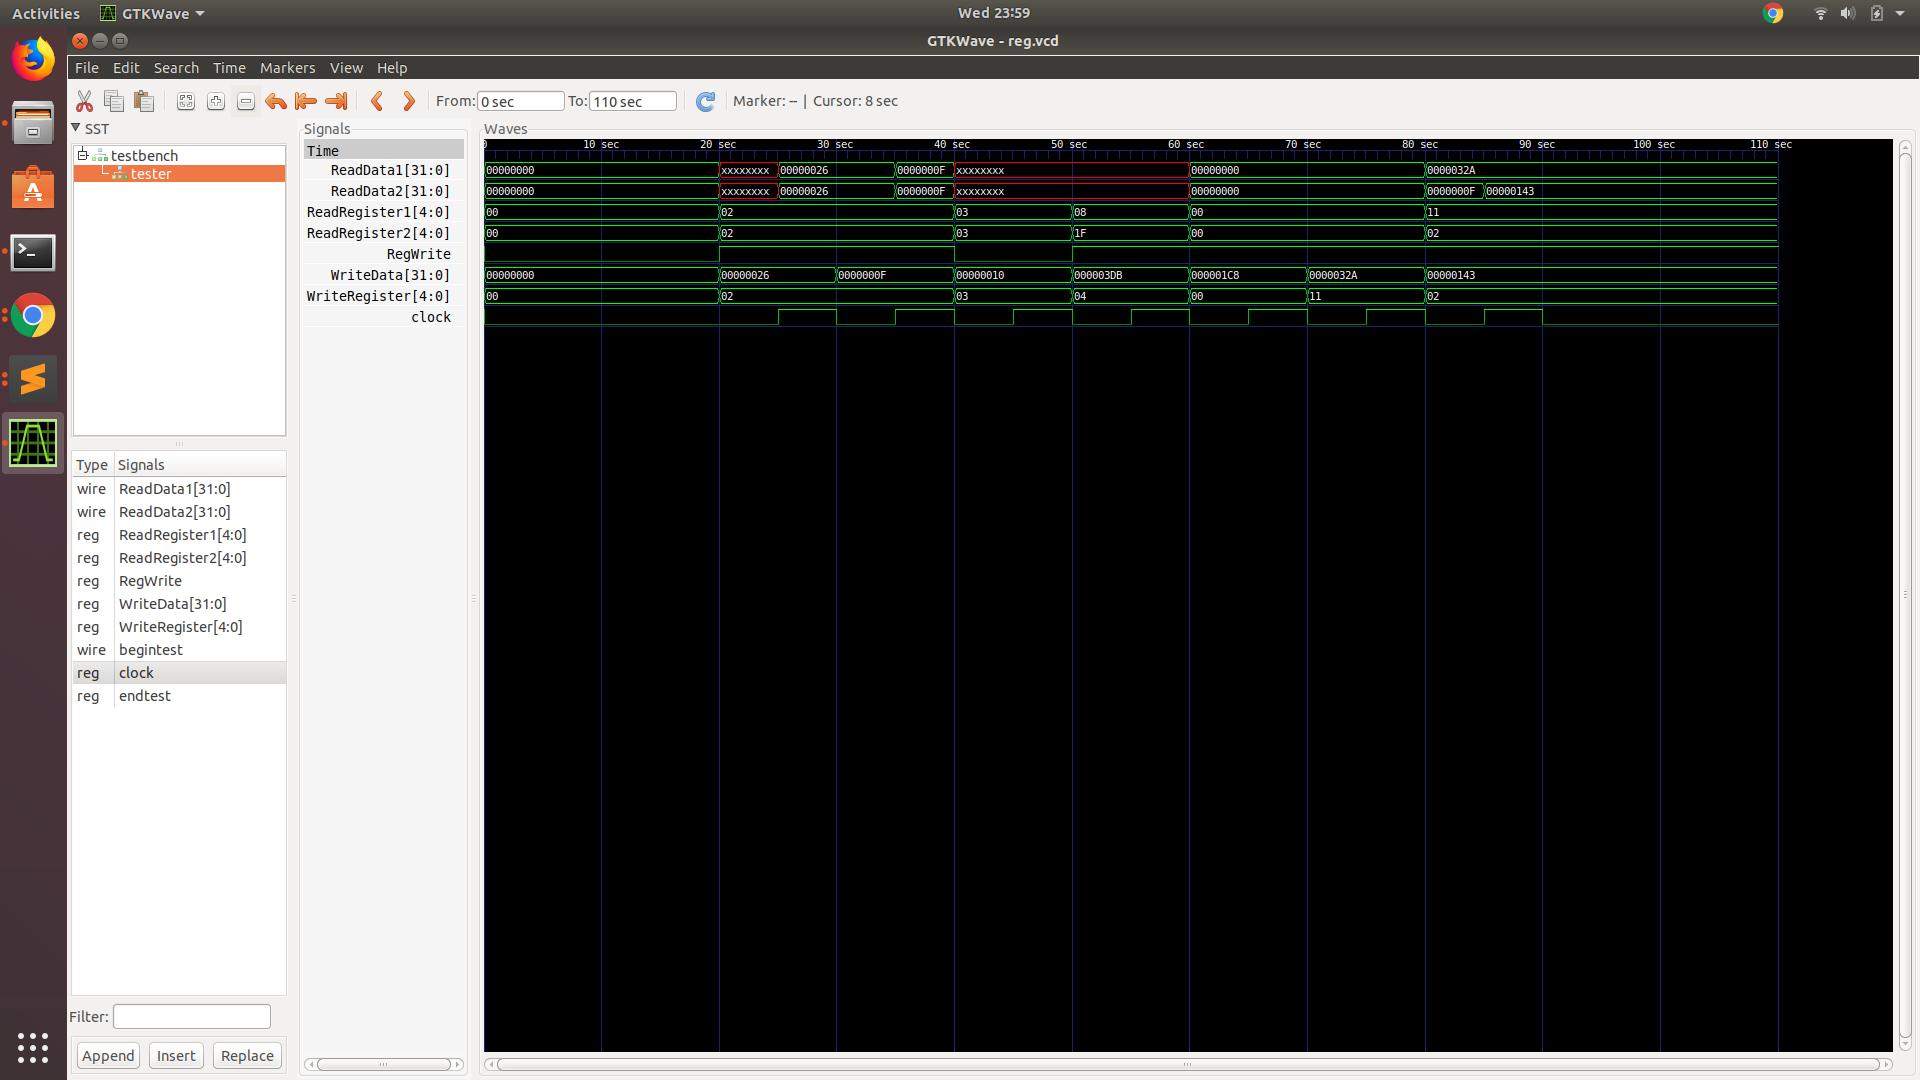 Activities GTKWave Wed 23:59
GTKWave - reg.vcd
File Edit Search Time Markers View Help
From: 0 sec To: 110 sec Marker: -- | Cursor: 8 sec
SST
testbench
tester
Type Signals
wire ReadData1[31:0]
wire ReadData2[31:0]
reg ReadRegister1[4:0]
reg ReadRegister2[4:0]
reg RegWrite
reg WriteData[31:0]
reg WriteRegister[4:0]
wire begintest
reg clock
reg endtest
Filter:
Append Insert Replace
Signals
Time
ReadData1[31:0]
ReadData2[31:0]
ReadRegister1[4:0]
ReadRegister2[4:0]
RegWrite
WriteData[31:0]
WriteRegister[4:0]
clock
Waves
0 10 sec 20 sec 30 sec 40 sec 50 sec 60 sec 70 sec 80 sec 90 sec 100 sec 110 sec
00000000 xxxxxxxx 00000026 0000000F xxxxxxxx 00000000 0000032A
00000000 xxxxxxxx 00000026 0000000F xxxxxxxx 00000000 0000000F 00000143
00 02 03 08 00 11
00 02 03 1F 00 02
00000000 00000026 0000000F 00000010 000003DB 000001C8 0000032A 00000143
00 02 03 04 00 11 02